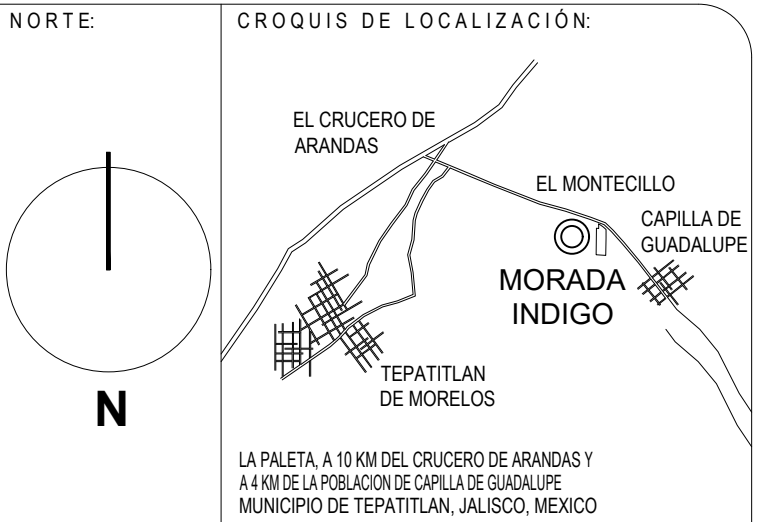 NORTE:
N
CROQUIS DE LOCALIZACIÓN:
EL CRUCERO DE
ARANDAS
EL MONTECILLO
CAPILLA DE
GUADALUPE
MORADA
INDIGO
TEPATITLAN
DE MORELOS
LA PALETA, A 10 KM DEL CRUCERO DE ARANDAS Y
A 4 KM DE LA POBLACION DE CAPILLA DE GUADALUPE
MUNICIPIO DE TEPATITLAN, JALISCO, MEXICO